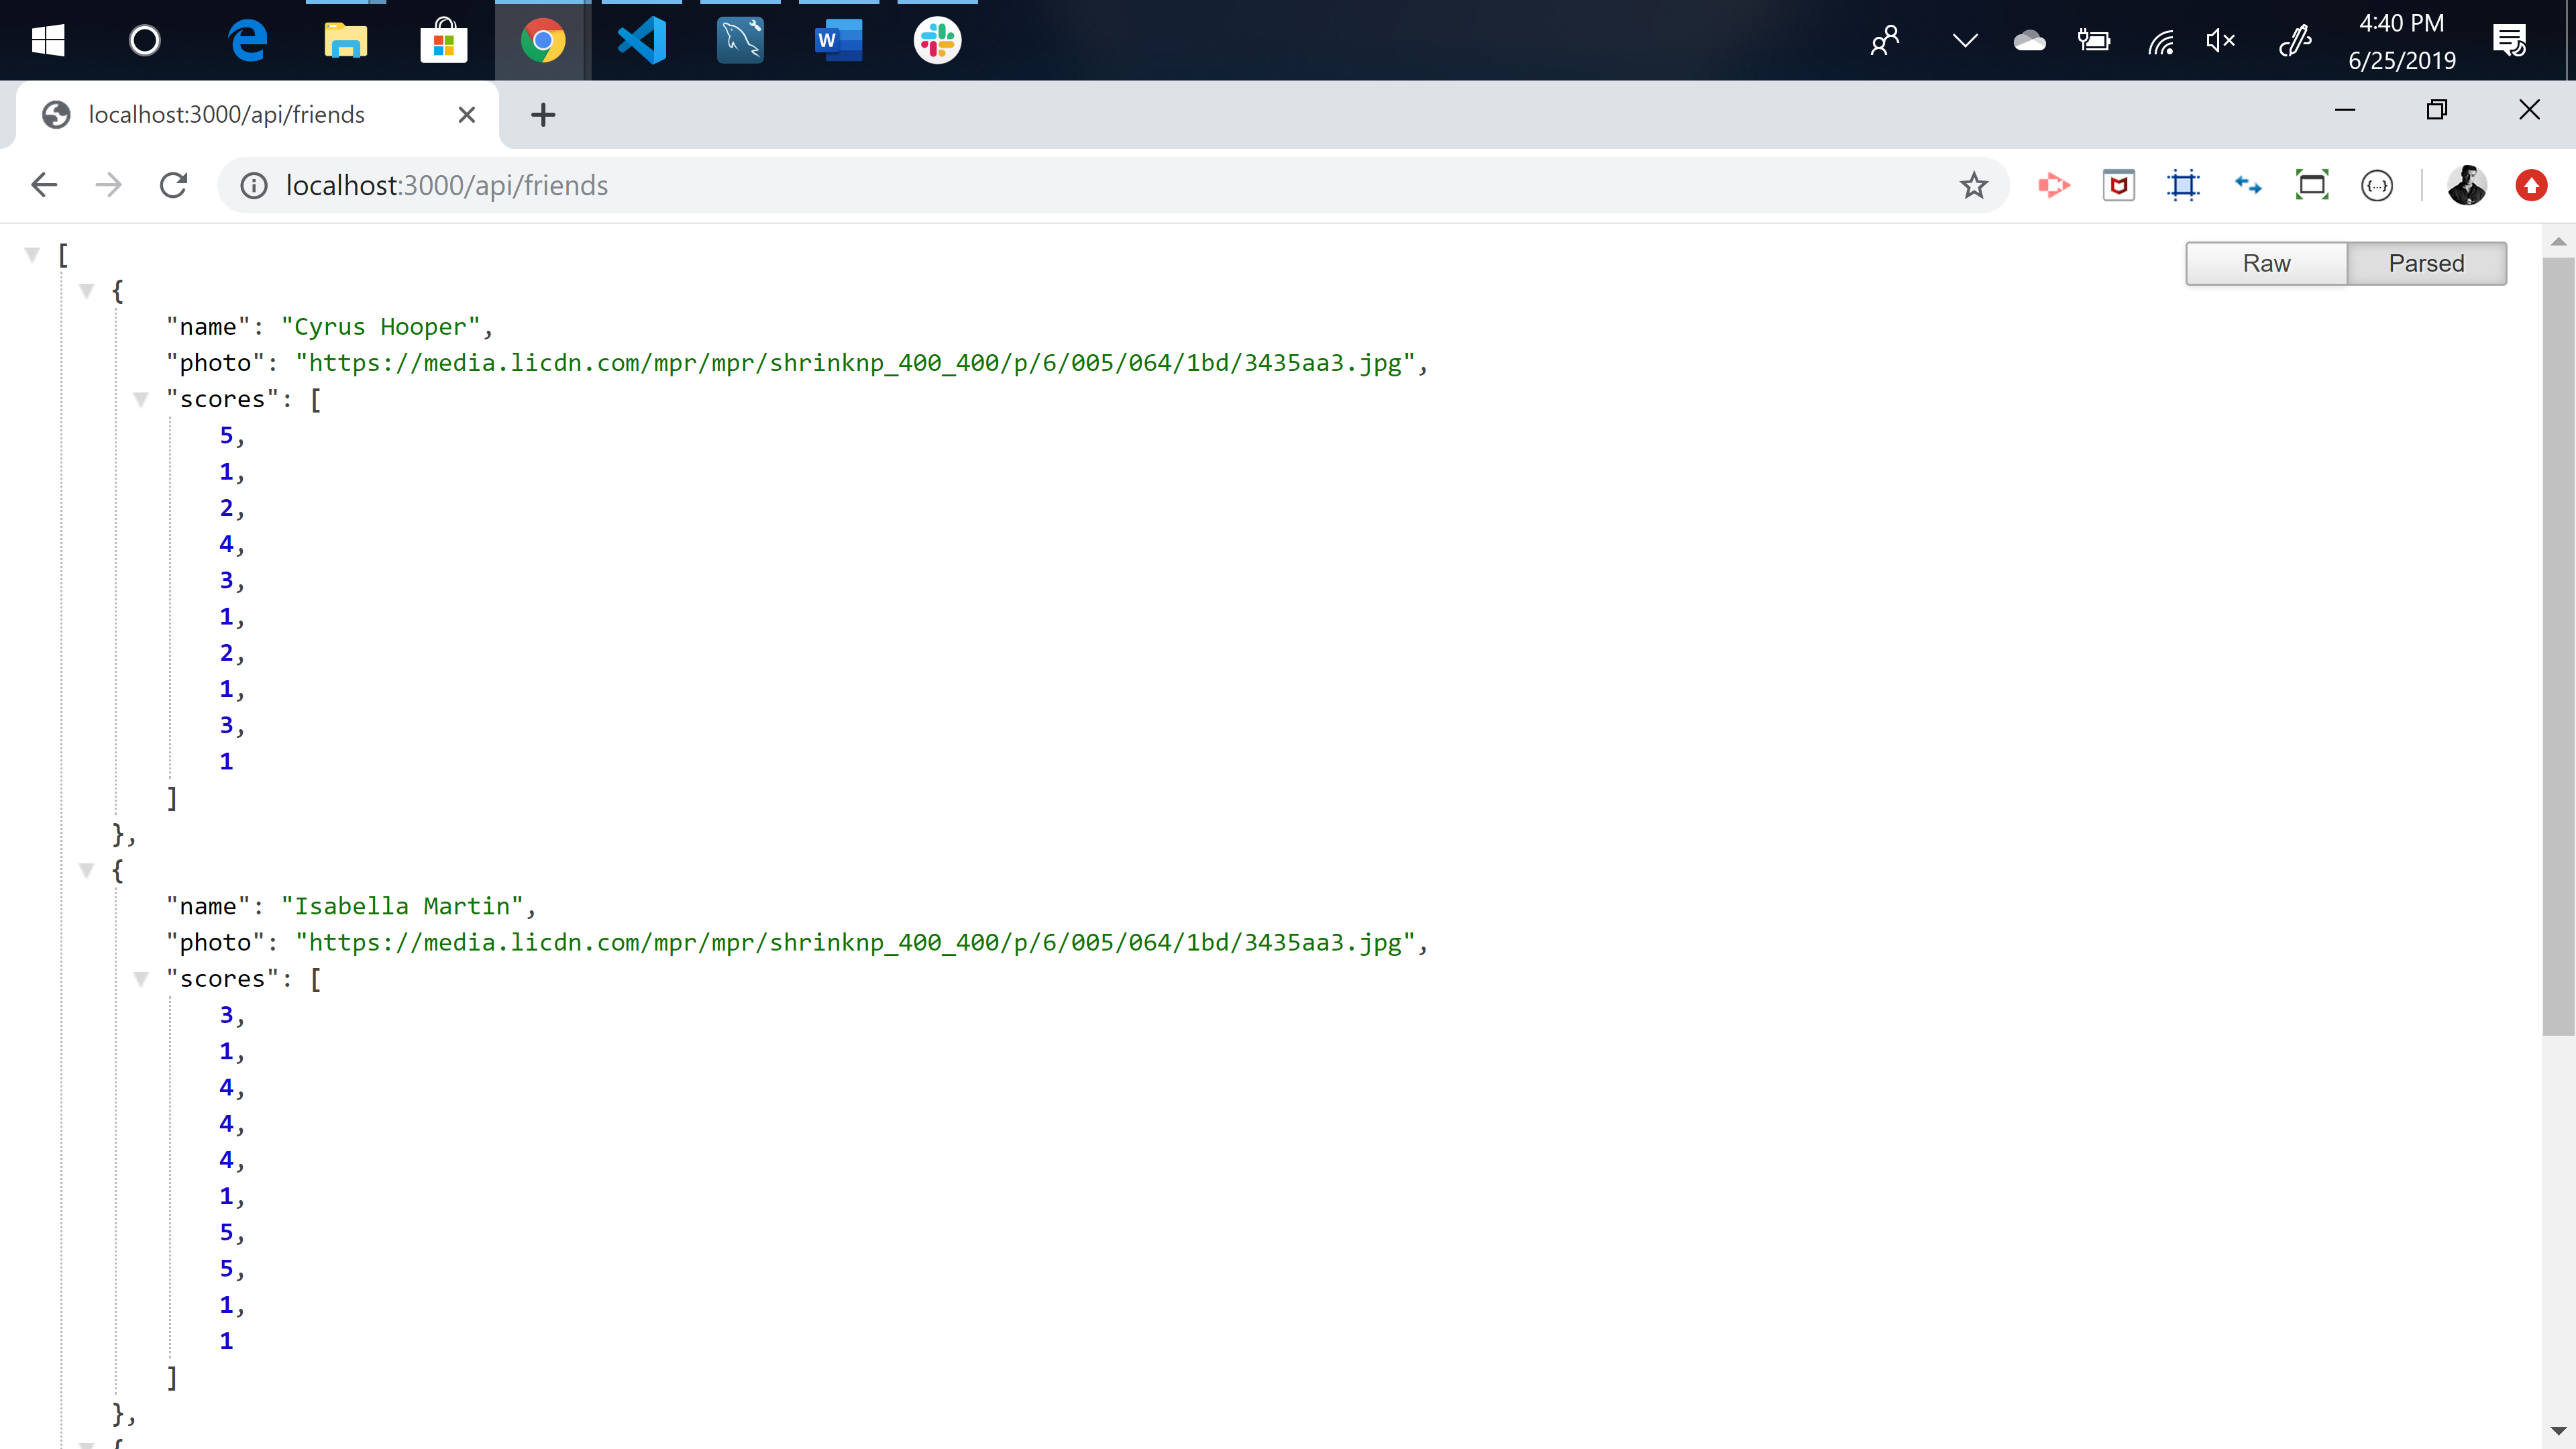 4:40 PM
6/25/2019
localhost:3000/api/friends
localhost:3000/api/friends
Raw
Parsed
[
{
"name": "Cyrus Hooper",
"photo": "https://media.licdn.com/mpr/mpr/shrinknp_400_400/p/6/005/064/1bd/3435aa3.jpg",
"scores": [
5,
1,
2,
4,
3,
1,
2,
1,
3,
1
]
},
{
"name": "Isabella Martin",
"photo": "https://media.licdn.com/mpr/mpr/shrinknp_400_400/p/6/005/064/1bd/3435aa3.jpg",
"scores": [
3,
1,
4,
4,
4,
1,
5,
5,
1,
1
]
},
{